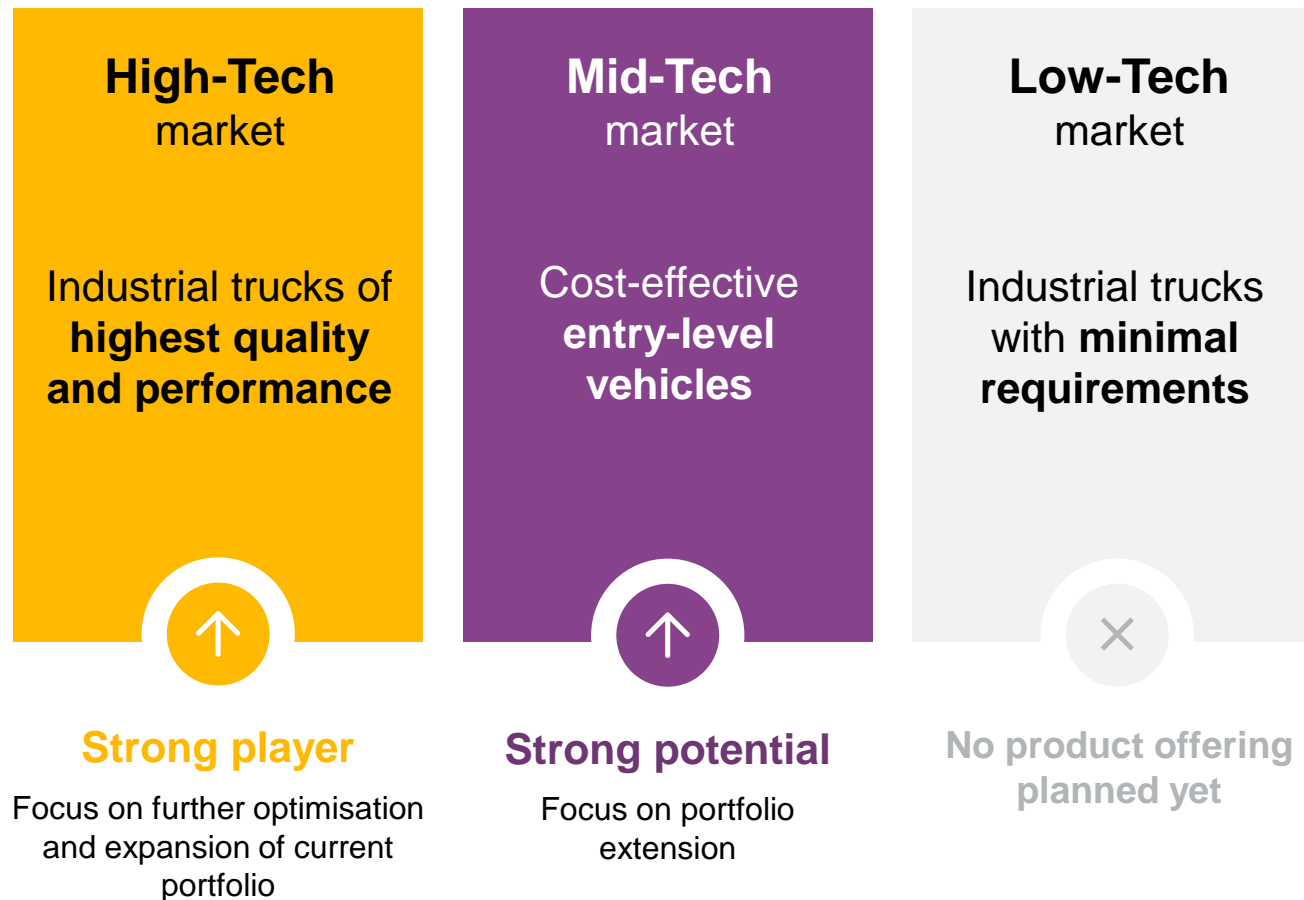 High-Tech
market
Industrial trucks of
highest quality
and performance
Strong player
Focus on further optimisation
and expansion of current
portfolio
Mid-Tech
market
Cost-effective
entry-level
vehicles
Strong potential
Focus on portfolio
extension
Low-Tech
market
Industrial trucks
with minimal
requirements
No product offering
planned yet